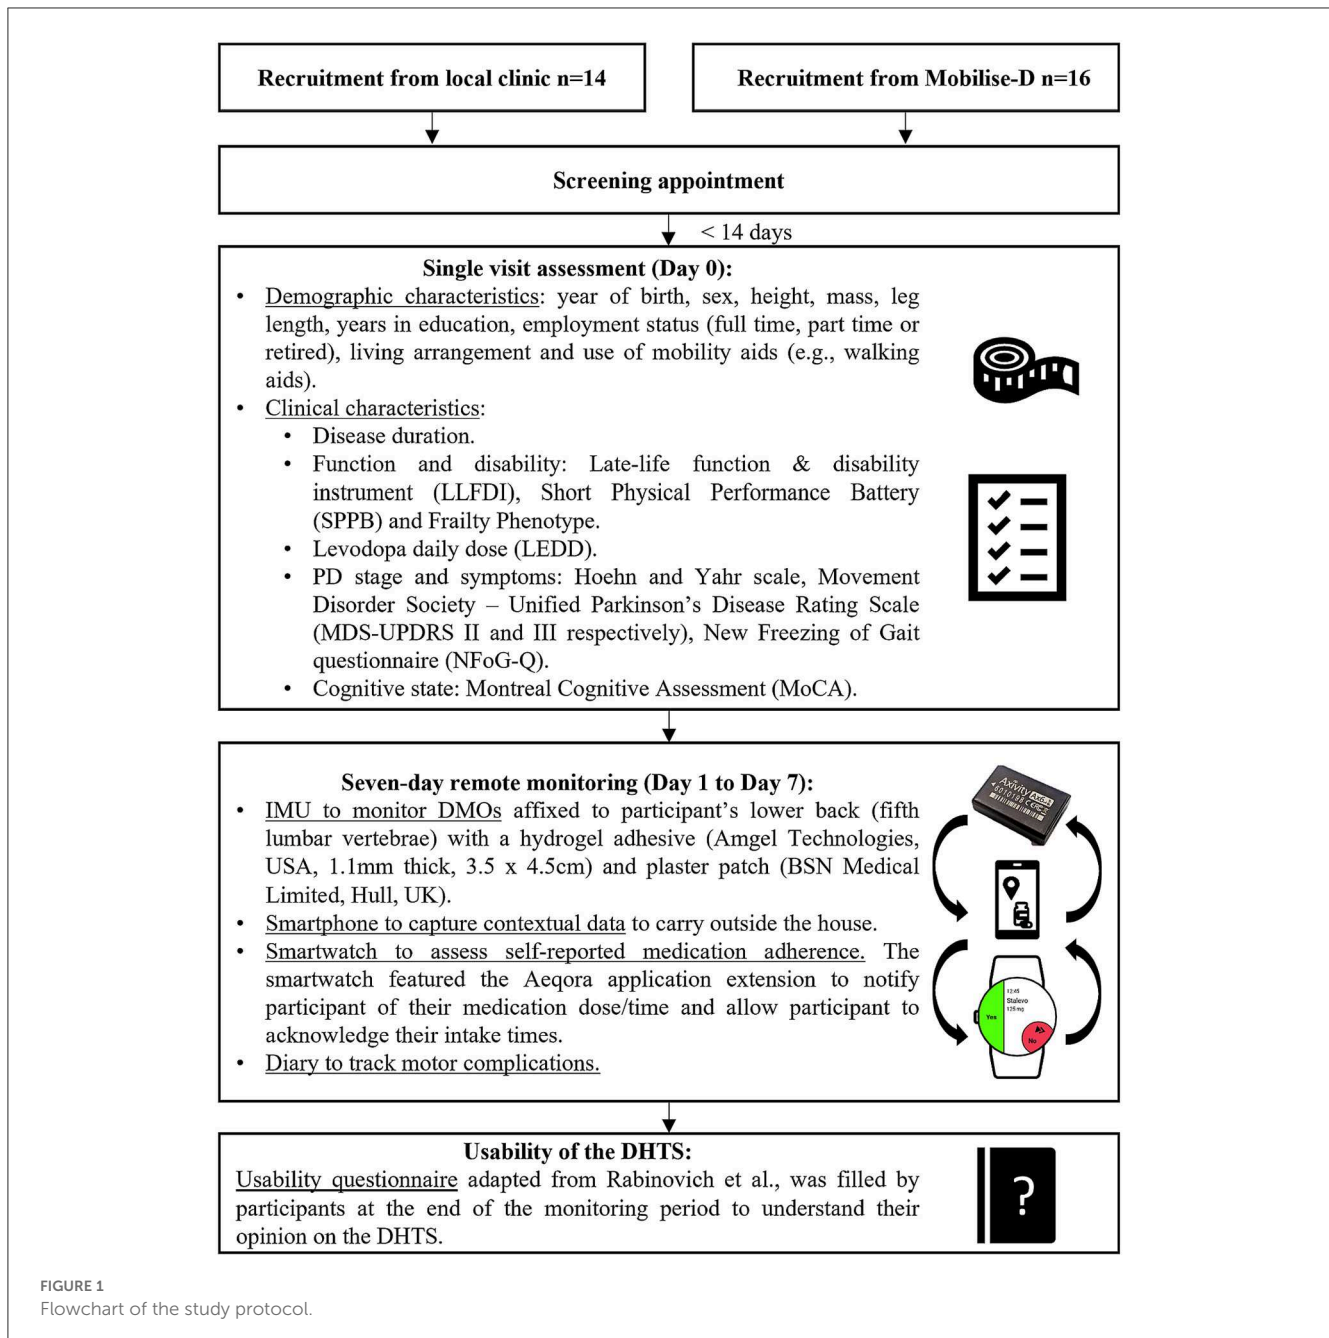 Recruitment from local clinic n=14
Recruitment from Mobilise-D n=16
Screening appointment
< 14 days
Single visit assessment (Day 0):
• Demographic characteristics: year of birth, sex, height, mass, leg
length, years in education, employment status (full time, part time or
retired), living arrangement and use of mobility aids (e.g., walking
aids).
• Clinical characteristics:
• Disease duration.
• Function and disability: Late-life function & disability
instrument (LLFDI), Short Physical Performance Battery
(SPPB) and Frailty Phenotype.
• Levodopa daily dose (LEDD).
• PD stage and symptoms: Hoehn and Yahr scale, Movement
Disorder Society – Unified Parkinson’s Disease Rating Scale
(MDS-UPDRS II and III respectively), New Freezing of Gait
questionnaire (NFoG-Q).
• Cognitive state: Montreal Cognitive Assessment (MoCA).
Seven-day remote monitoring (Day 1 to Day 7):
• IMU to monitor DMOs affixed to participant’s lower back (fifth
lumbar vertebrae) with a hydrogel adhesive (Amgel Technologies,
USA, 1.1mm thick, 3.5 x 4.5cm) and plaster patch (BSN Medical
Limited, Hull, UK).
• Smartphone to capture contextual data to carry outside the house.
• Smartwatch to assess self-reported medication adherence. The
smartwatch featured the Aeqora application extension to notify
participant of their medication dose/time and allow participant to
acknowledge their intake times.
• Diary to track motor complications.
Axivity
12:45
Stalevo
125mg
Yes
No
Usability of the DHTS:
Usability questionnaire adapted from Rabinovich et al., was filled by
participants at the end of the monitoring period to understand their
opinion on the DHTS.
?
FIGURE 1
Flowchart of the study protocol.